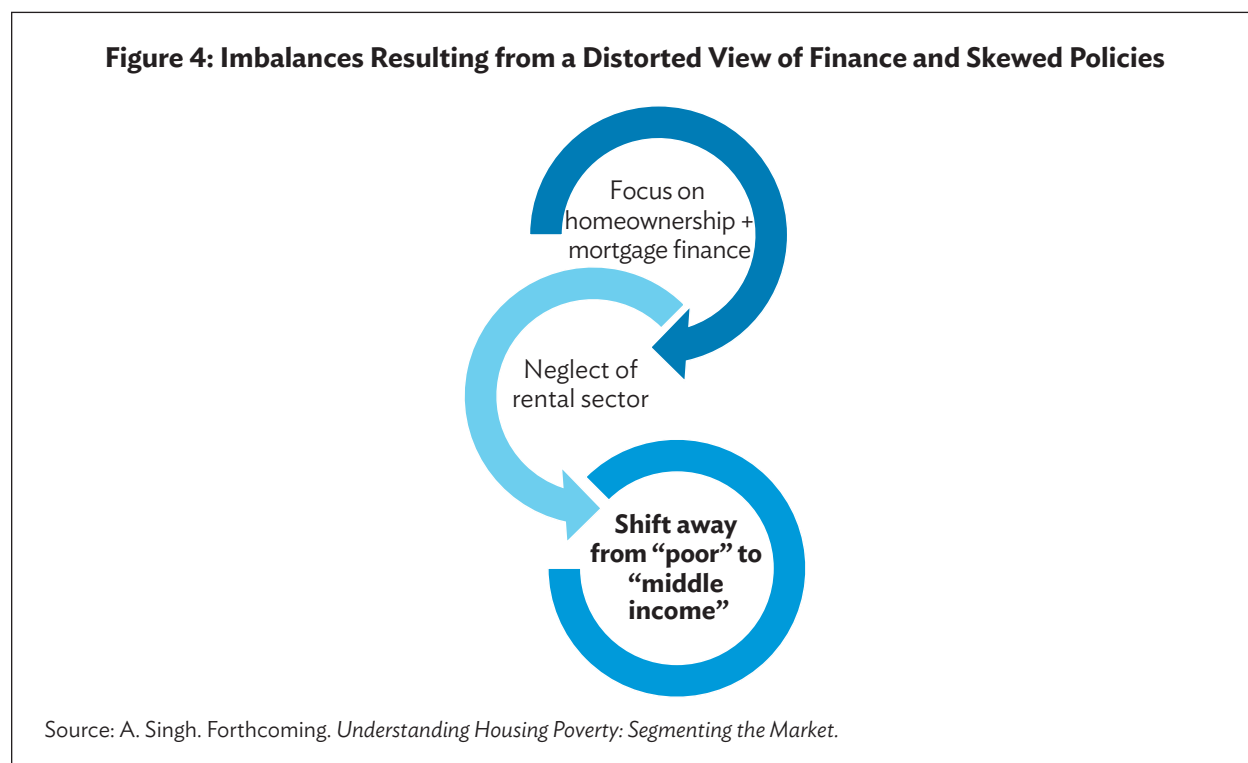 Figure 4: Imbalances Resulting from a Distorted View of Finance and Skewed Policies
Focus on
homeownership +
mortgage finance
Neglect of
rental sector
Shift away
from “poor” to
“middle
income”
Source: A. Singh. Forthcoming. Understanding Housing Poverty: Segmenting the Market.